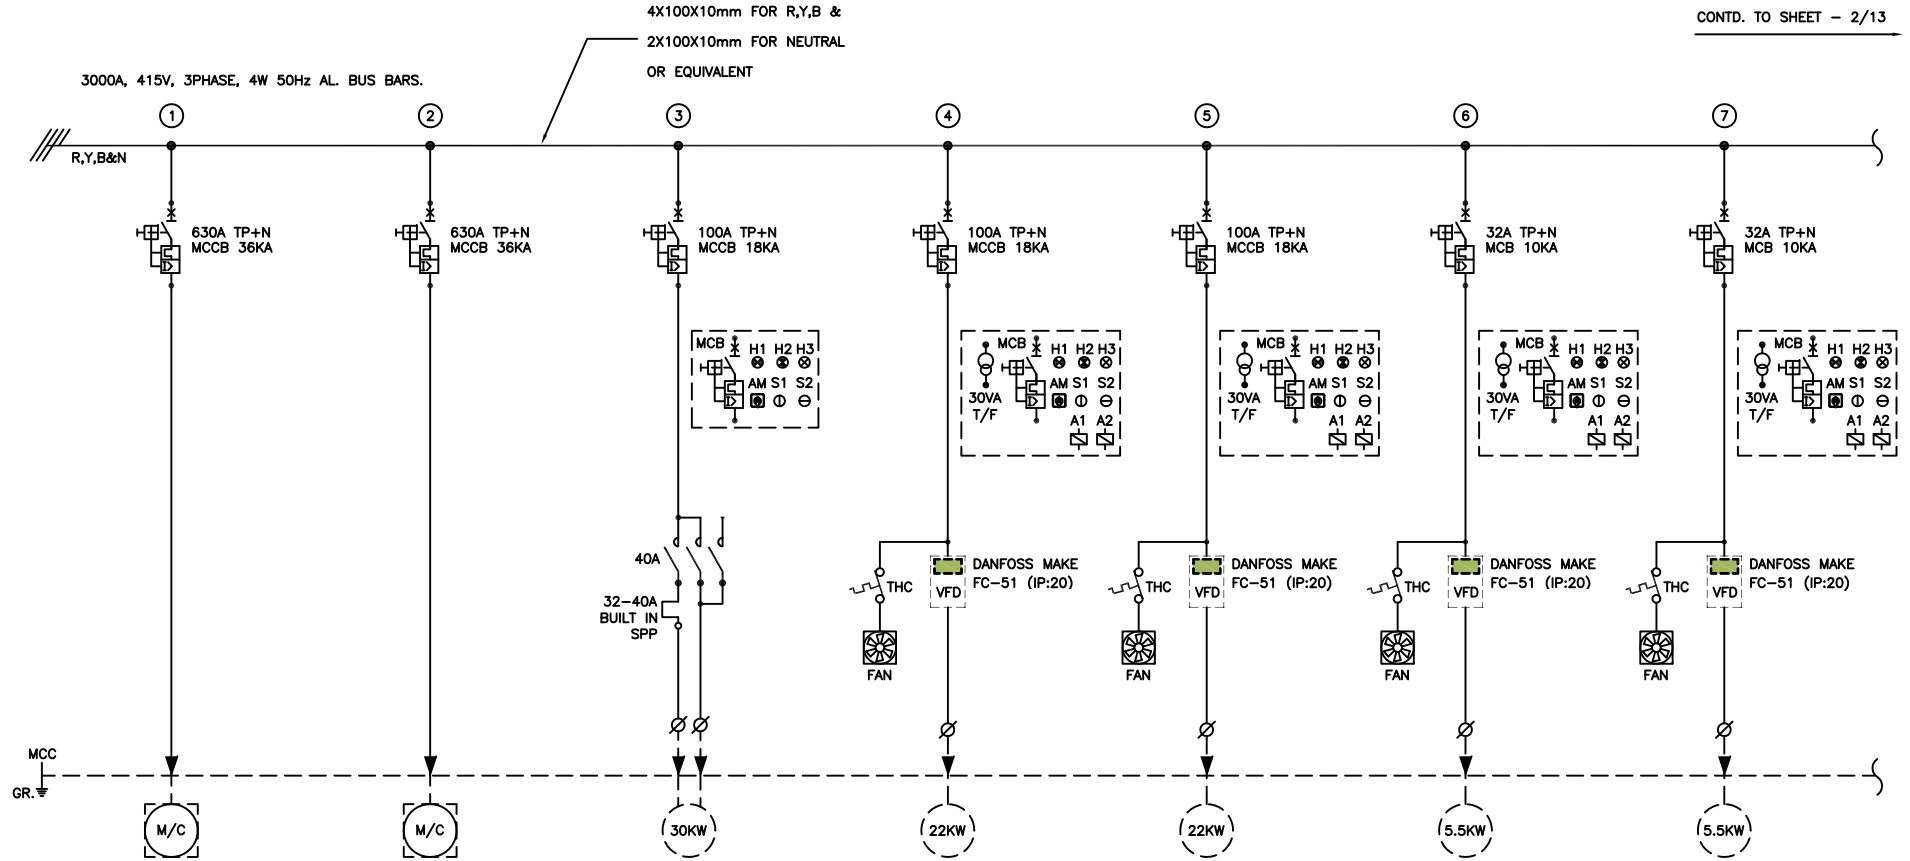 4X100X10mm FOR R,Y,B &
2X100X10mm FOR NEUTRAL
OR EQUIVALENT
CONTD. TO SHEET - 2/13
3000A, 415V, 3PHASE, 4W 50Hz AL. BUS BARS.
1 2 3 4 5 6 7
R,Y,B&N
630A TP+N
MCCB 36KA
630A TP+N
MCCB 36KA
100A TP+N
MCCB 18KA
100A TP+N
MCCB 18KA
100A TP+N
MCCB 18KA
32A TP+N
MCB 10KA
32A TP+N
MCB 10KA
MCB H1 H2 H3
AM S1 S2
MCB H1 H2 H3
AM S1 S2
30VA
T/F
A1 A2
MCB H1 H2 H3
AM S1 S2
30VA
T/F
A1 A2
MCB H1 H2 H3
AM S1 S2
30VA
T/F
A1 A2
MCB H1 H2 H3
AM S1 S2
30VA
T/F
A1 A2
40A
32-40A
BUILT IN
SPP
THC
FAN
VFD
DANFOSS MAKE
FC-51 (IP:20)
THC
FAN
VFD
DANFOSS MAKE
FC-51 (IP:20)
THC
FAN
VFD
DANFOSS MAKE
FC-51 (IP:20)
THC
FAN
VFD
DANFOSS MAKE
FC-51 (IP:20)
MCC
GR.
M/C
M/C
30KW
22KW
22KW
5.5KW
5.5KW